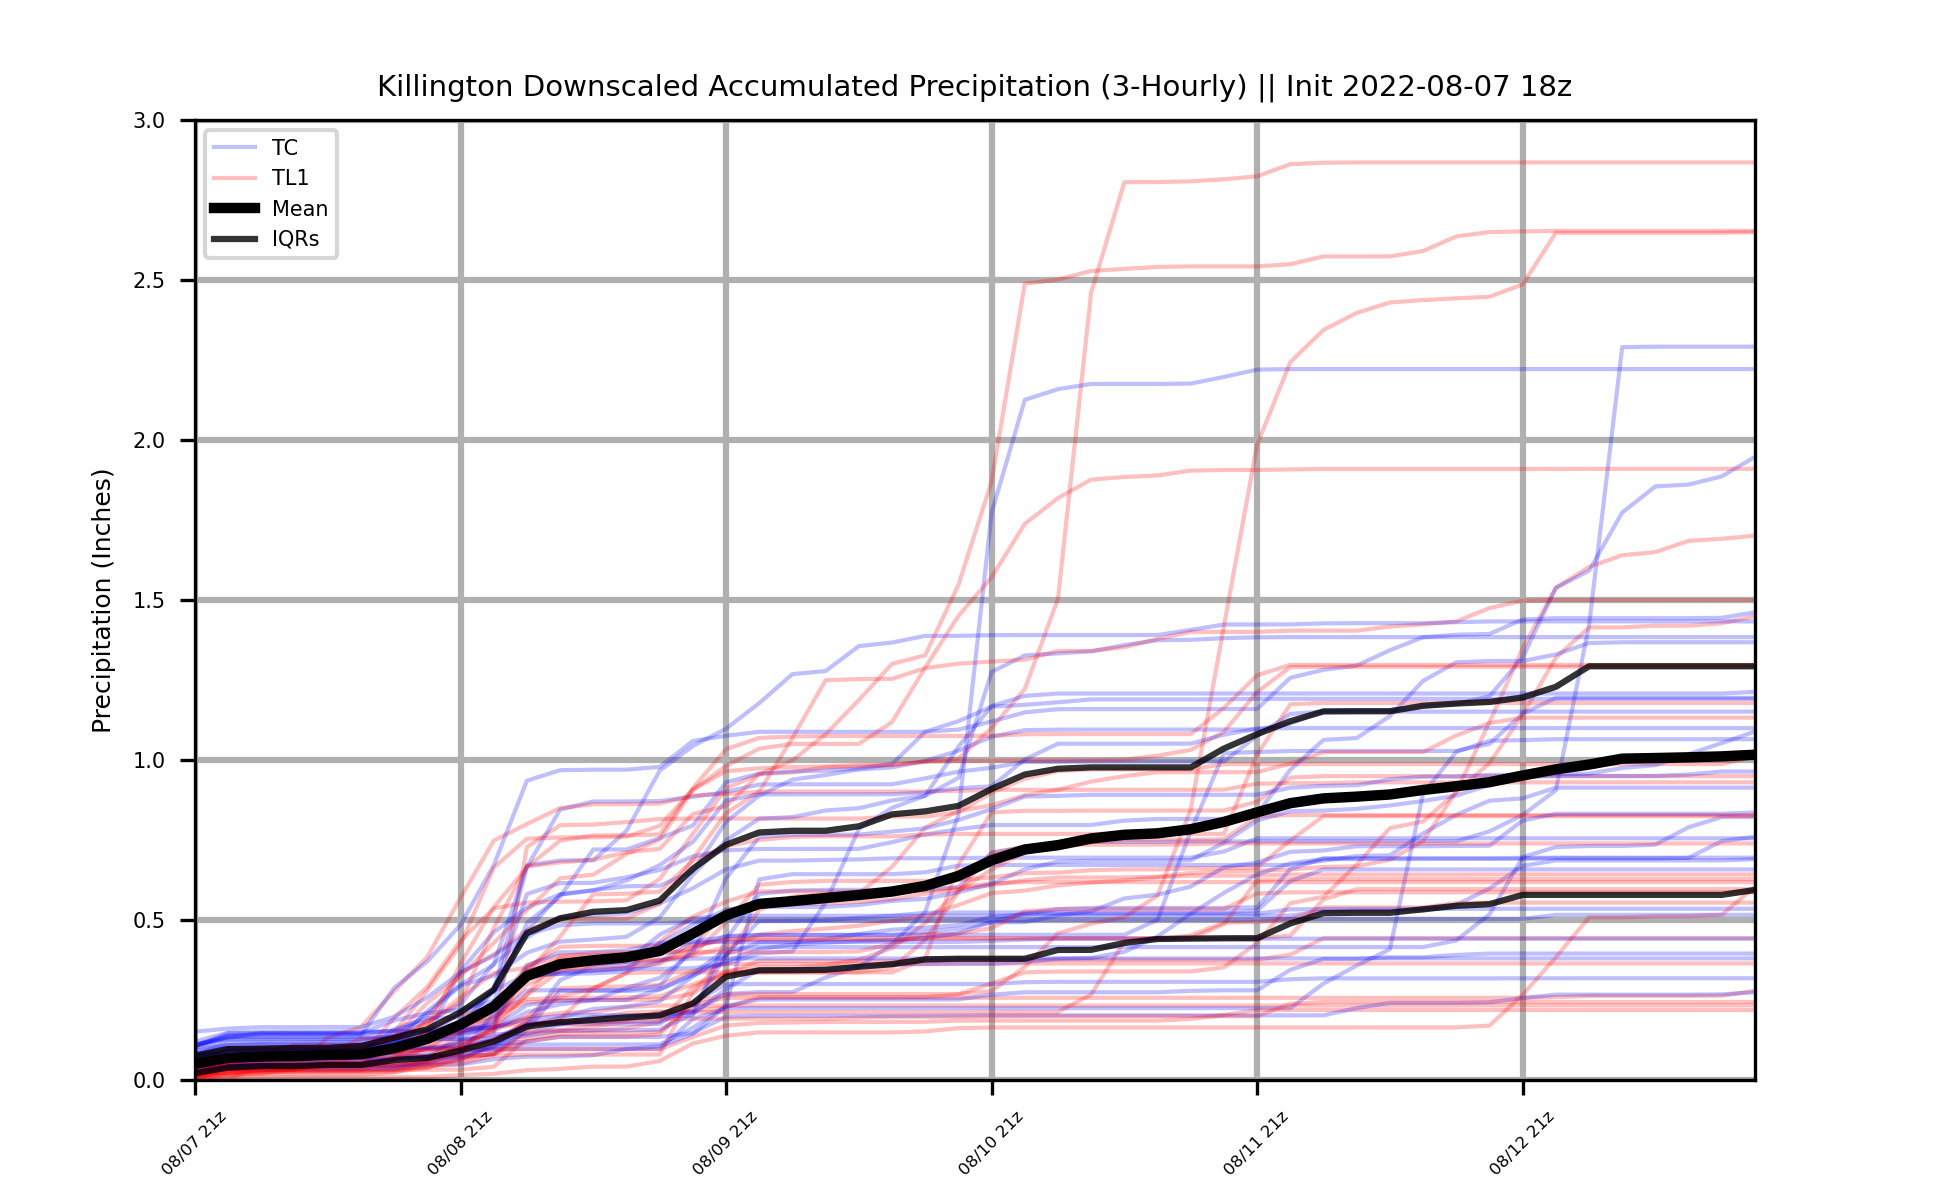 Killington Downscaled Accumulated Precipitation (3-Hourly) || Init 2022-08-07 18z
TC
TL1
Mean
IQRs
Precipitation (Inches)
3.0
2.5
2.0
1.5
1.0
0.5
0.0
08/07 21z
08/08 21z
08/09 21z
08/10 21z
08/11 21z
08/12 21z